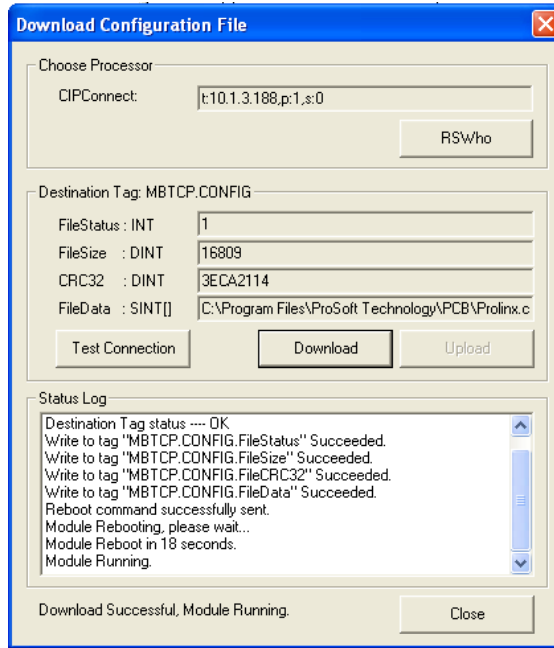 Download Configuration File
Choose Processor
CIPConnect: t:10.1.3.188,p:1,s:0
RSWho
Destination Tag: MBTCP.CONFIG
FileStatus : INT 1
FileSize : DINT 16809
CRC32 : DINT 3ECA2114
FileData : SINT[] C:\Program Files\ProSoft Technology\PCB\Prolinx.c
Test Connection Download Upload
Status Log
Destination Tag status ---- OK
Write to tag "MBTCP.CONFIG.FileStatus" Succeeded.
Write to tag "MBTCP.CONFIG.FileSize" Succeeded.
Write to tag "MBTCP.CONFIG.FileCRC32" Succeeded.
Write to tag "MBTCP.CONFIG.FileData" Succeeded.
Reboot command successfully sent.
Module Rebooting, please wait...
Module Reboot in 18 seconds.
Module Running.
Download Successful, Module Running. Close